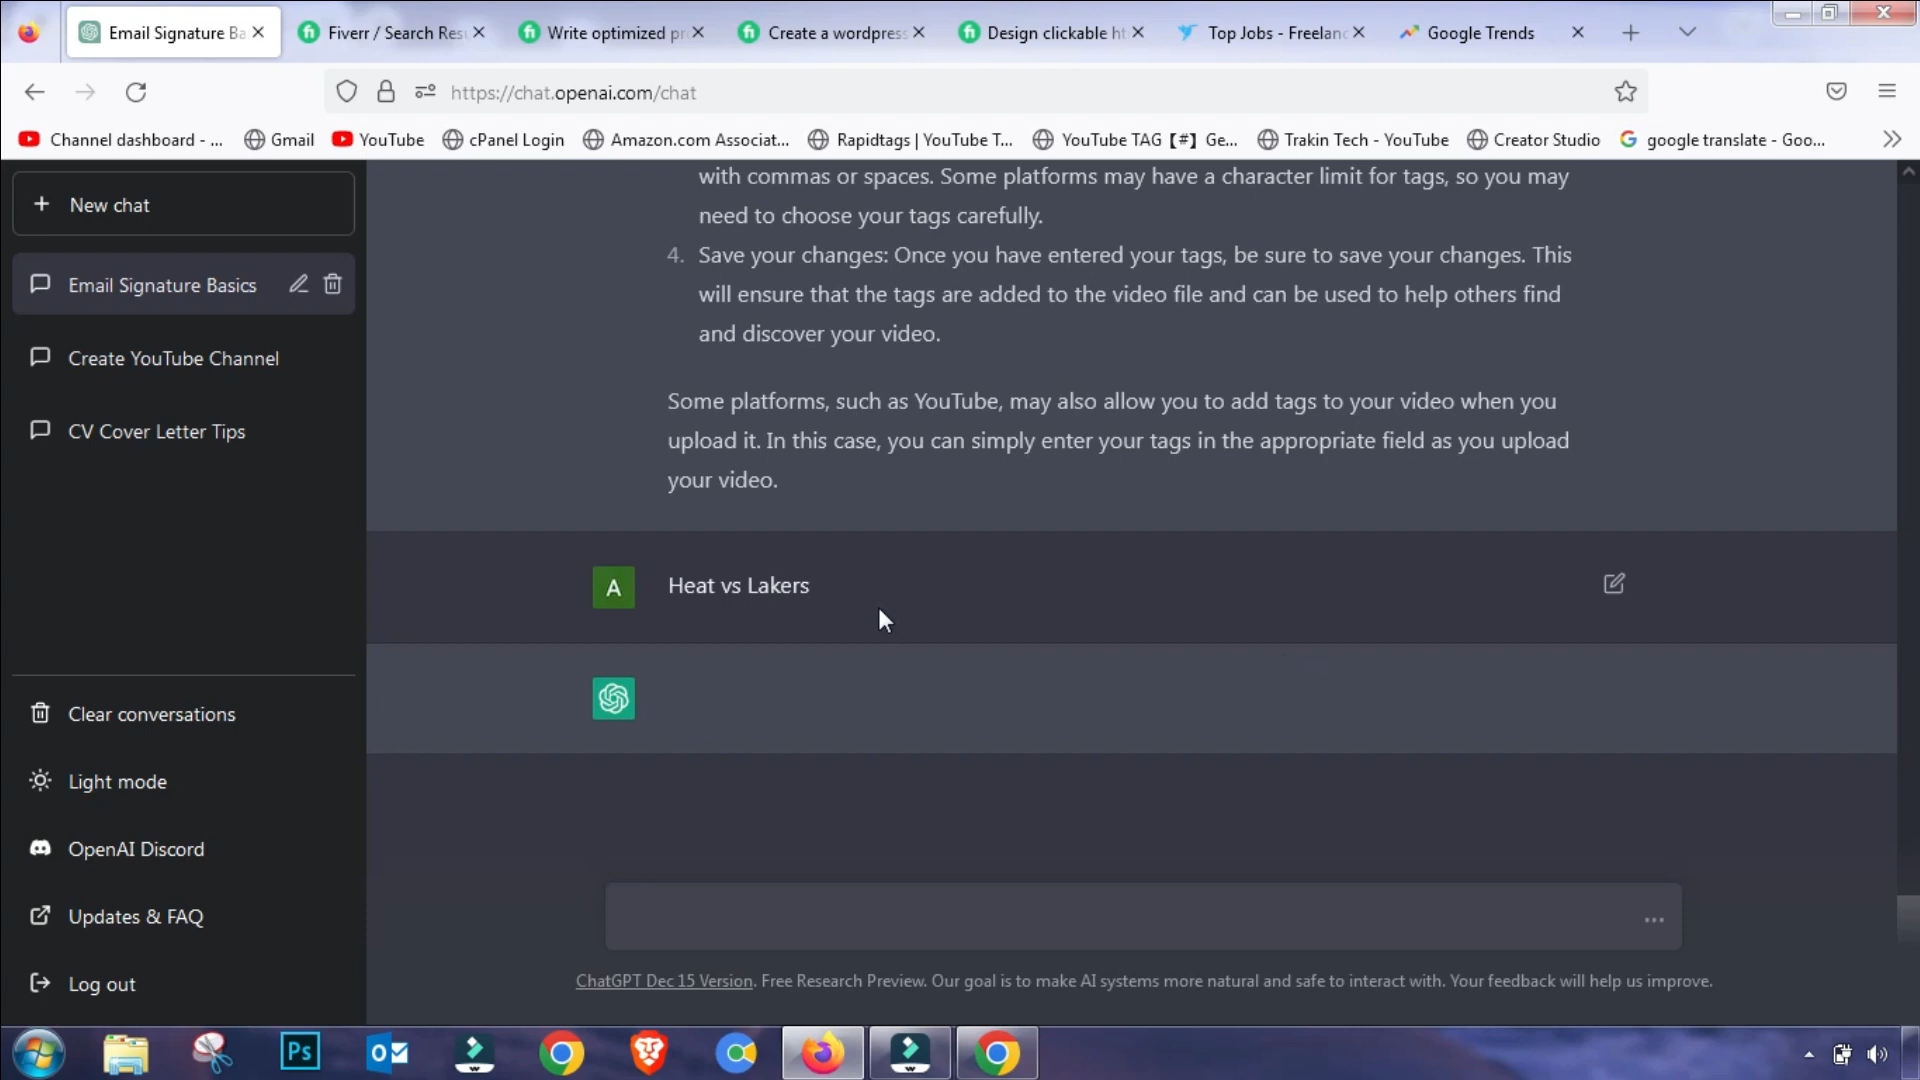 Email Signature Ba
Fiverr / Search Res
Write optimized pr
Create a wordpress
Design clickable ht
Top Jobs - Freelanc
Google Trends
https://chat.openai.com/chat
Channel dashboard - ...
Gmail
YouTube
cPanel Login
Amazon.com Associat...
Rapidtags | YouTube T...
YouTube TAG【#】Ge...
Trakin Tech - YouTube
Creator Studio
google translate - Goo...
New chat
Email Signature Basics
Create YouTube Channel
CV Cover Letter Tips
Clear conversations
Light mode
OpenAI Discord
Updates & FAQ
Log out
with commas or spaces. Some platforms may have a character limit for tags, so you may
need to choose your tags carefully.
4. Save your changes: Once you have entered your tags, be sure to save your changes. This
will ensure that the tags are added to the video file and can be used to help others find
and discover your video.
Some platforms, such as YouTube, may also allow you to add tags to your video when you
upload it. In this case, you can simply enter your tags in the appropriate field as you upload
your video.
A
Heat vs Lakers
ChatGPT Dec 15 Version. Free Research Preview. Our goal is to make AI systems more natural and safe to interact with. Your feedback will help us improve.
Ps